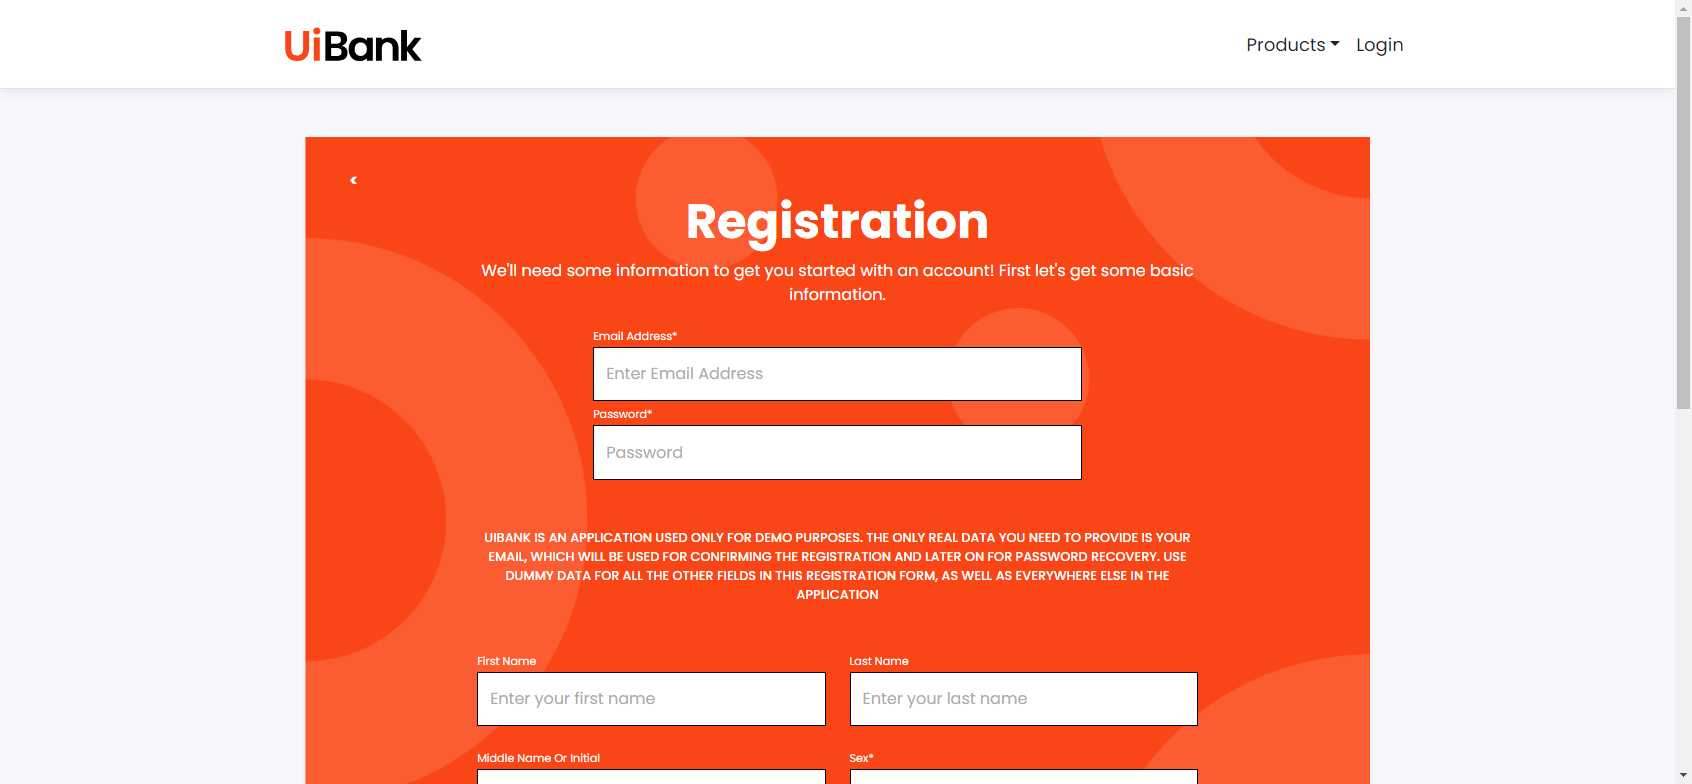 UiBank
Products Login
Registration
We'll need some information to get you started with an account! First let's get some basic
information.
Email Address*
Enter Email Address
Password*
Password
UIBANK IS AN APPLICATION USED ONLY FOR DEMO PURPOSES. THE ONLY REAL DATA YOU NEED TO PROVIDE IS YOUR
EMAIL, WHICH WILL BE USED FOR CONFIRMING THE REGISTRATION AND LATER ON FOR PASSWORD RECOVERY. USE
DUMMY DATA FOR ALL THE OTHER FIELDS IN THIS REGISTRATION FORM, AS WELL AS EVERYWHERE ELSE IN THE
APPLICATION
First Name Last Name
Enter your first name Enter your last name
Middle Name Or Initial Sex*